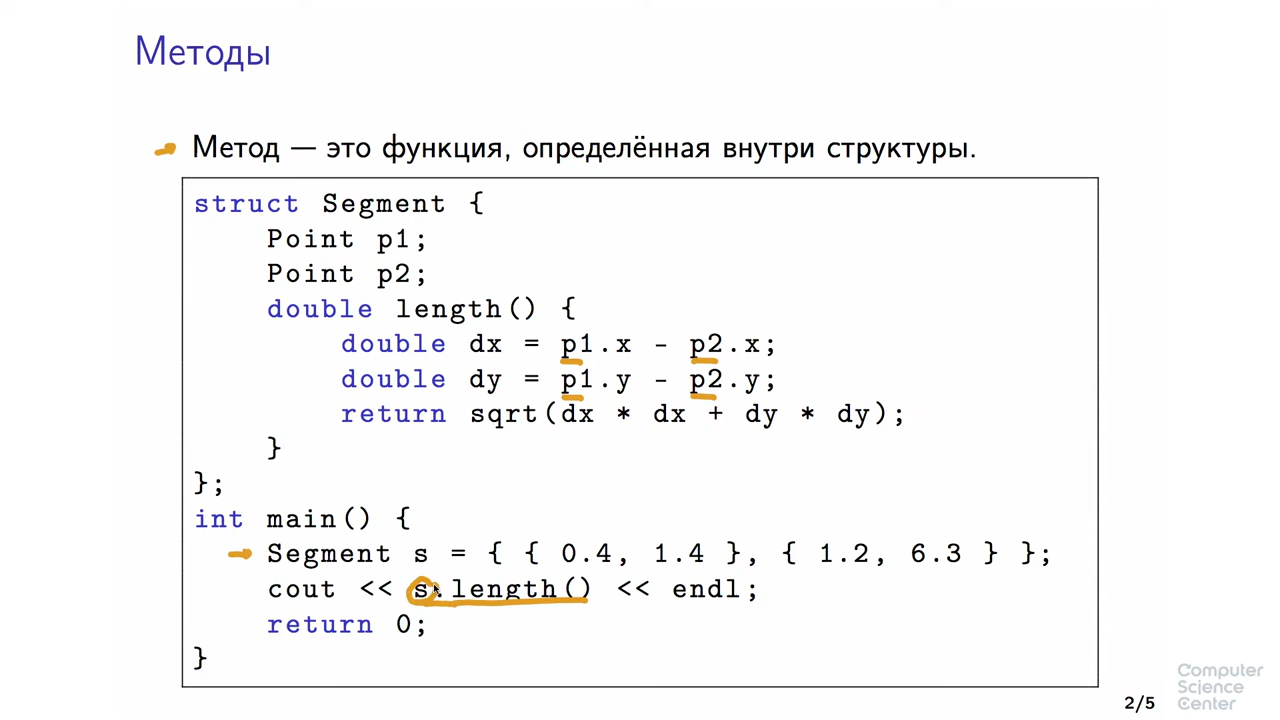 Методы
Метод — это функция, определённая внутри структуры.
struct Segment {
    Point p1;
    Point p2;
    double length() {
        double dx = p1.x - p2.x;
        double dy = p1.y - p2.y;
        return sqrt(dx * dx + dy * dy);
    }
};
int main() {
    Segment s = { { 0.4, 1.4 }, { 1.2, 6.3 } };
    cout << s.length() << endl;
    return 0;
}
2/5
Computer
Science
Center